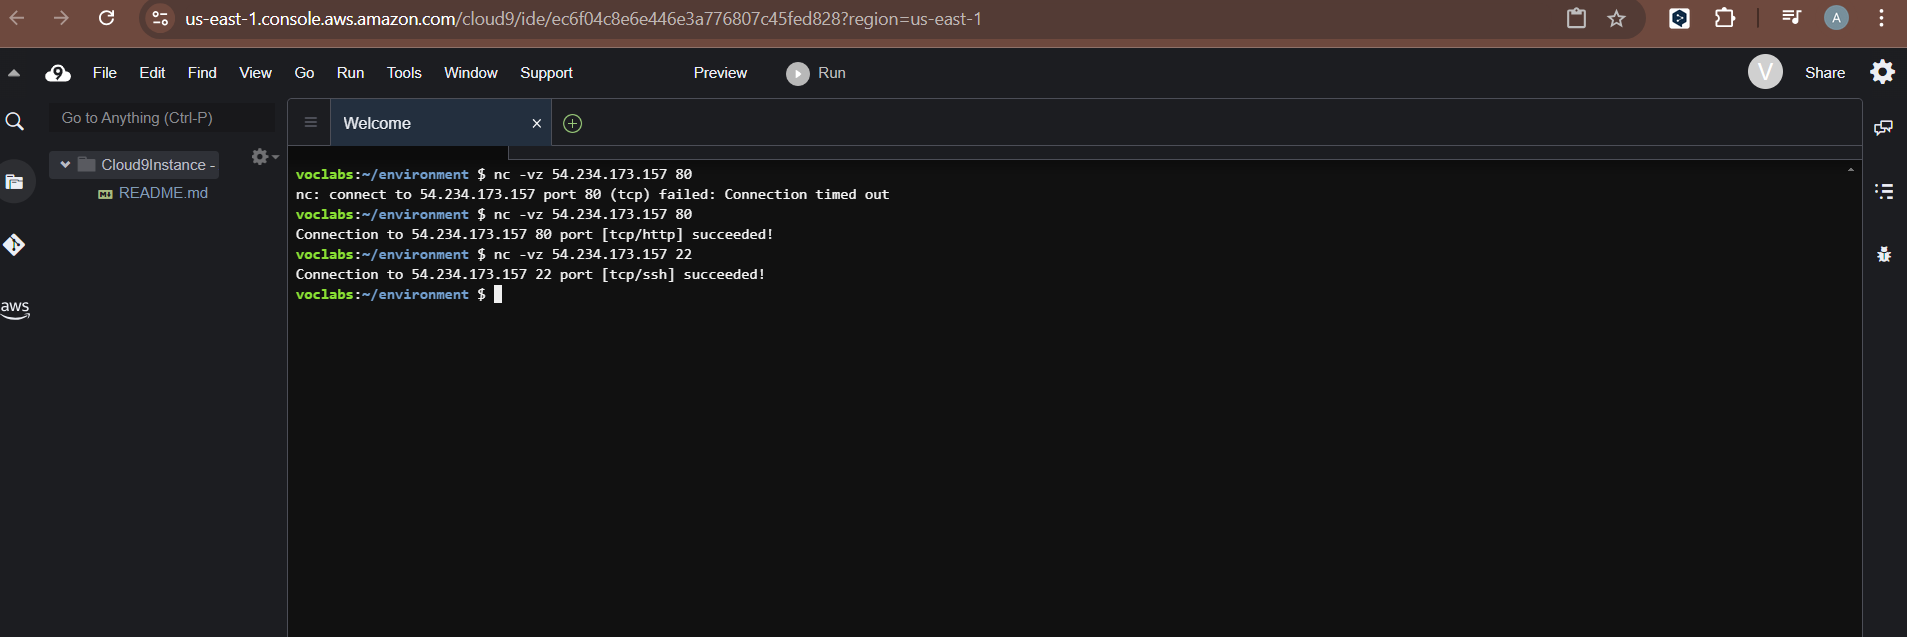 us-east-1.console.aws.amazon.com/cloud9/ide/ec6f04c8e6e446e3a776807c45fed828?region=us-east-1
A
9 File Edit Find View Go Run Tools Window Support Preview Run V Share
Go to Anything (Ctrl-P)
Welcome
Cloud9Instance -
README.md
aws
voclabs:~/environment $ nc -vz 54.234.173.157 80
nc: connect to 54.234.173.157 port 80 (tcp) failed: Connection timed out
voclabs:~/environment $ nc -vz 54.234.173.157 80
Connection to 54.234.173.157 80 port [tcp/http] succeeded!
voclabs:~/environment $ nc -vz 54.234.173.157 22
Connection to 54.234.173.157 22 port [tcp/ssh] succeeded!
voclabs:~/environment $